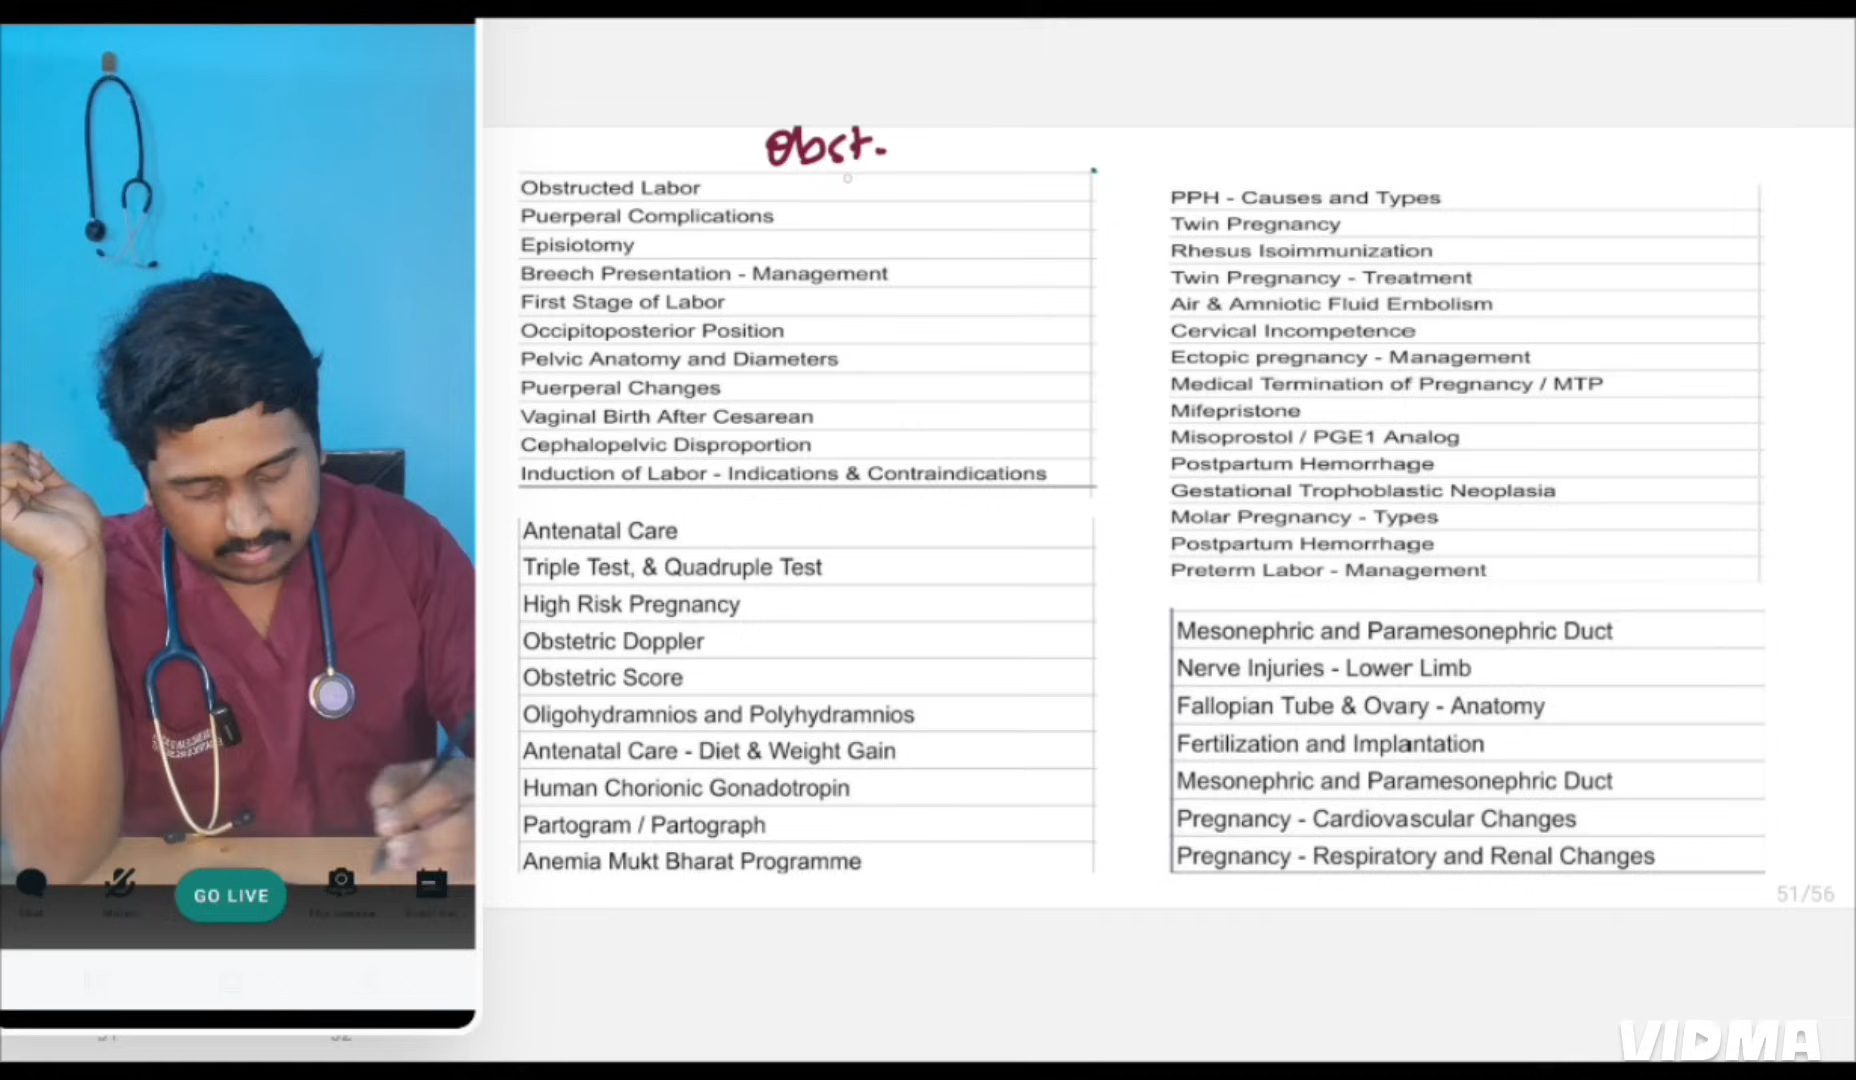 Obst.
Obstructed Labor
Puerperal Complications
Episiotomy
Breech Presentation - Management
First Stage of Labor
Occipitoposterior Position
Pelvic Anatomy and Diameters
Puerperal Changes
Vaginal Birth After Cesarean
Cephalopelvic Disproportion
Induction of Labor - Indications & Contraindications
Antenatal Care
Triple Test, & Quadruple Test
High Risk Pregnancy
Obstetric Doppler
Obstetric Score
Oligohydramnios and Polyhydramnios
Antenatal Care - Diet & Weight Gain
Human Chorionic Gonadotropin
Partogram / Partograph
Anemia Mukt Bharat Programme
PPH - Causes and Types
Twin Pregnancy
Rhesus Isoimmunization
Twin Pregnancy - Treatment
Air & Amniotic Fluid Embolism
Cervical Incompetence
Ectopic pregnancy - Management
Medical Termination of Pregnancy / MTP
Mifepristone
Misoprostol / PGE1 Analog
Postpartum Hemorrhage
Gestational Trophoblastic Neoplasia
Molar Pregnancy - Types
Postpartum Hemorrhage
Preterm Labor - Management
Mesonephric and Paramesonephric Duct
Nerve Injuries - Lower Limb
Fallopian Tube & Ovary - Anatomy
Fertilization and Implantation
Mesonephric and Paramesonephric Duct
Pregnancy - Cardiovascular Changes
Pregnancy - Respiratory and Renal Changes
51/56
GO LIVE
VIDMA